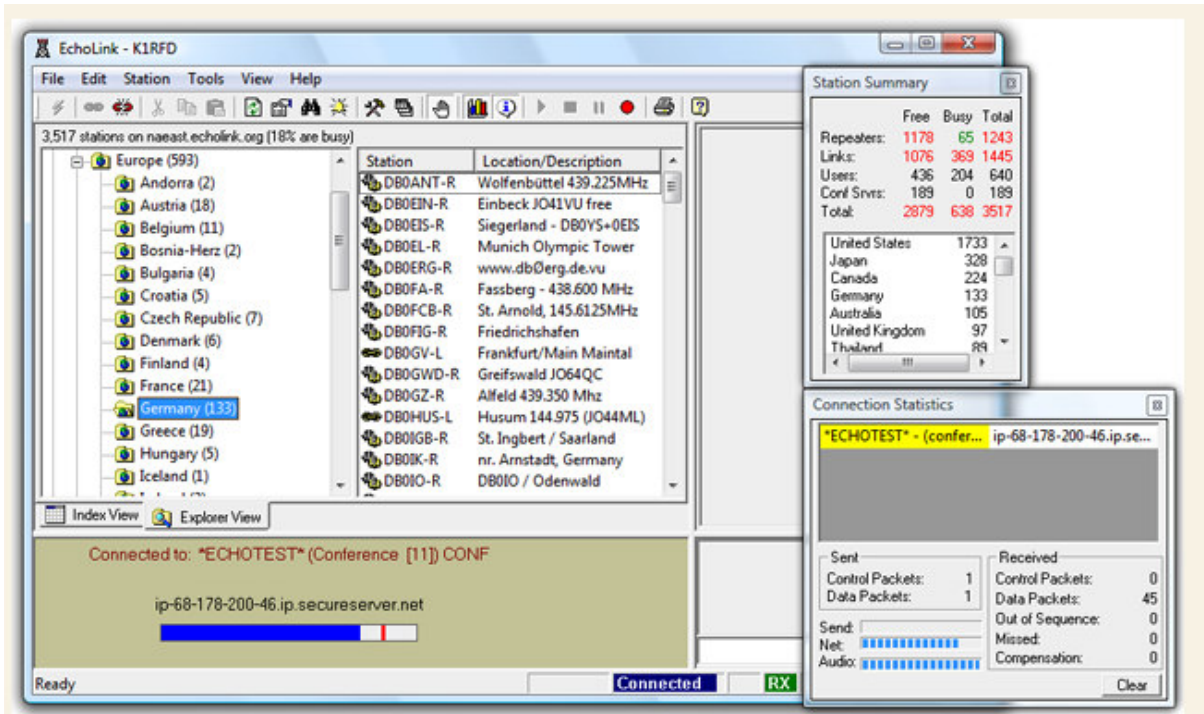 EchoLink - K1RFD
File Edit Station Tools View Help
3,517 stations on naeast.echolink.org (18% are busy)
Europe (593)
Andorra (2)
Austria (18)
Belgium (11)
Bosnia-Herz (2)
Bulgaria (4)
Croatia (5)
Czech Republic (7)
Denmark (6)
Finland (4)
France (21)
Germany (133)
Greece (19)
Hungary (5)
Iceland (1)
Station Location/Description
DB0ANT-R Wolfenbüttel 439.225MHz
DB0EIN-R Einbeck JO41VU free
DB0EIS-R Siegerland - DB0YS+0EIS
DB0EL-R Munich Olympic Tower
DB0ERG-R www.dbØerg.de.vu
DB0FA-R Fassberg - 438.600 MHz
DB0FCB-R St. Arnold, 145.6125MHz
DB0FIG-R Friedrichshafen
DB0GV-L Frankfurt/Main Maintal
DB0GWD-R Greifswald JO64QC
DB0GZ-R Alfeld 439.350 Mhz
DB0HUS-L Husum 144.975 (JO44ML)
DB0IGB-R St. Ingbert / Saarland
DB0IK-R nr. Arnstadt, Germany
DB0IO-R DB0IO / Odenwald
Index View Explorer View
Connected to: *ECHOTEST* (Conference [11]) CONF
ip-68-178-200-46.ip.secureserver.net
Ready Connected RX
Station Summary
Free Busy Total
Repeaters: 1178 65 1243
Links: 1076 369 1445
Users: 436 204 640
Conf Srvrs: 189 0 189
Total: 2879 638 3517
United States 1733
Japan 328
Canada 224
Germany 133
Australia 105
United Kingdom 97
Thailand 89
Connection Statistics
*ECHOTEST* - (confer... ip-68-178-200-46.ip.se...
Sent
Control Packets: 1
Data Packets: 1
Send:
Net:
Audio:
Received
Control Packets: 0
Data Packets: 45
Out of Sequence: 0
Missed: 0
Compensation: 0
Clear